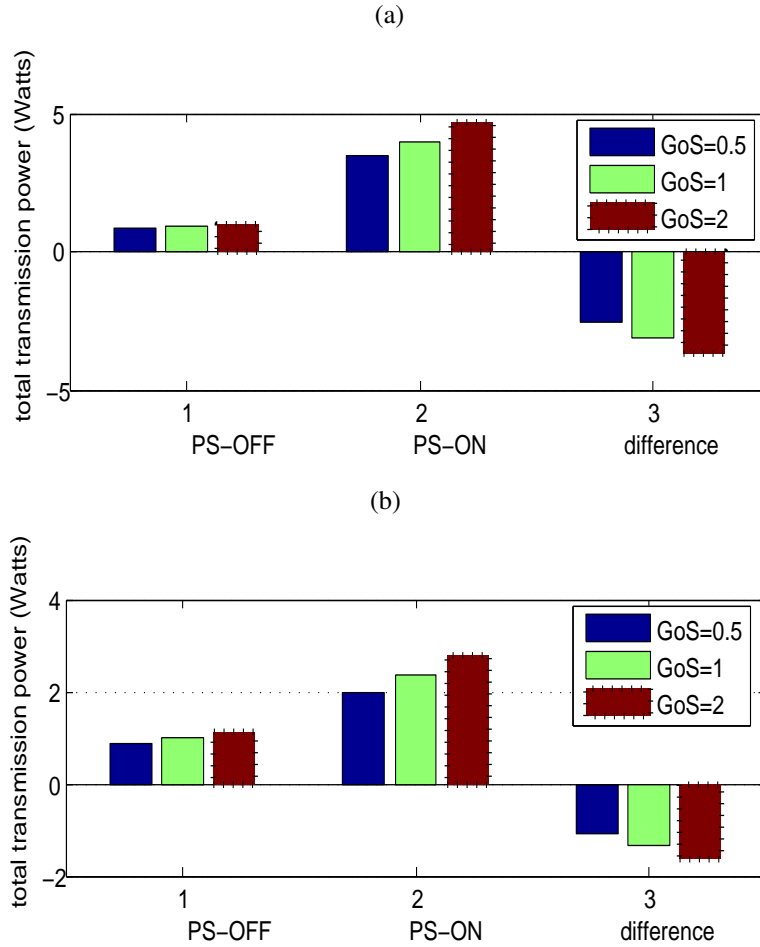 (a)
total transmission power (Watts)
5
0
−5
GoS=0.5
GoS=1
GoS=2
1
2
3
PS−OFF
PS−ON
difference
(b)
total transmission power (Watts)
4
2
0
−2
GoS=0.5
GoS=1
GoS=2
1
2
3
PS−OFF
PS−ON
difference